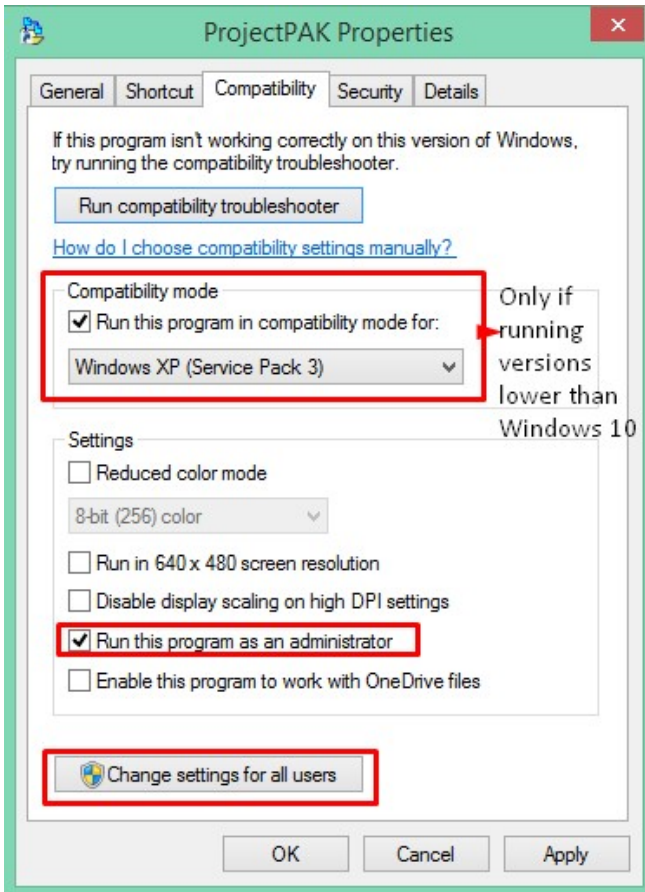 ProjectPAK Properties
General Shortcut Compatibility Security Details
If this program isn't working correctly on this version of Windows,
try running the compatibility troubleshooter.
Run compatibility troubleshooter
How do I choose compatibility settings manually?
Compatibility mode
Run this program in compatibility mode for:
Windows XP (Service Pack 3)
Only if
running
versions
lower than
Windows 10
Settings
Reduced color mode
8-bit (256) color
Run in 640 x 480 screen resolution
Disable display scaling on high DPI settings
Run this program as an administrator
Enable this program to work with OneDrive files
Change settings for all users
OK Cancel Apply